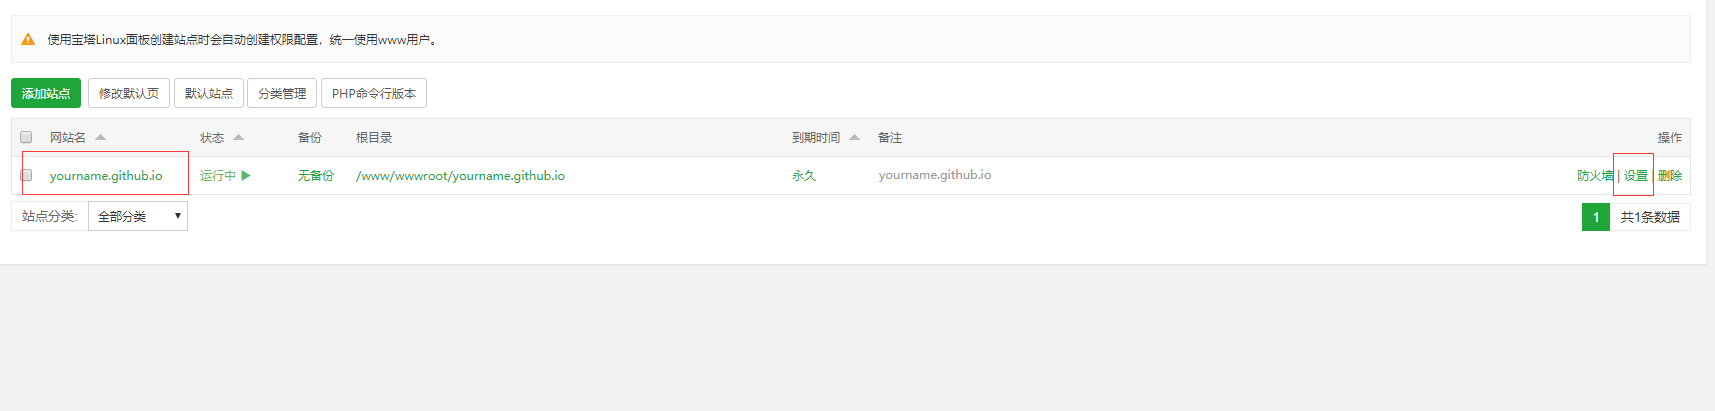 使用宝塔Linux面板创建站点时会自动创建权限配置，统一使用www用户。
添加站点 修改默认页 默认站点 分类管理 PHP命令行版本
网站名 状态 备份 根目录 到期时间 备注 操作
yourname.github.io 运行中 无备份 /www/wwwroot/yourname.github.io 永久 yourname.github.io 防火墙 | 设置 | 删除
站点分类: 全部分类 1 共1条数据